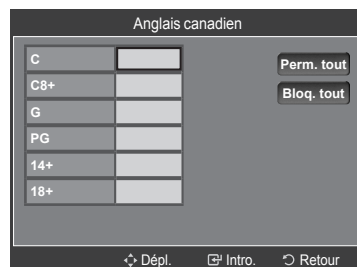 Anglais canadien
C
Perm. tout
C8+
Bloq. tout
G
PG
14+
18+
Dépl. Intro. Retour